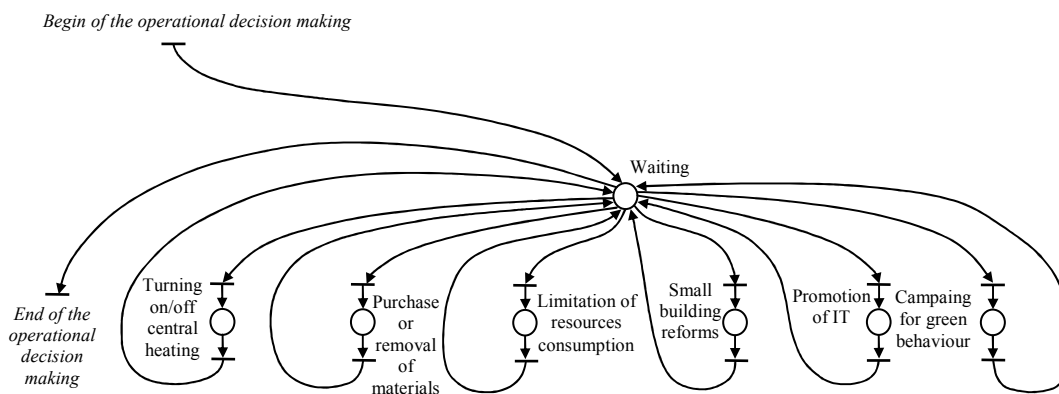 Begin of the operational decision making
Waiting
Turning
on/off
central
heating
Purchase
or
removal
of
materials
Limitation of
resources
consumption
Small
building
reforms
Promotion
of IT
Campaing
for green
behaviour
End of the
operational
decision
making